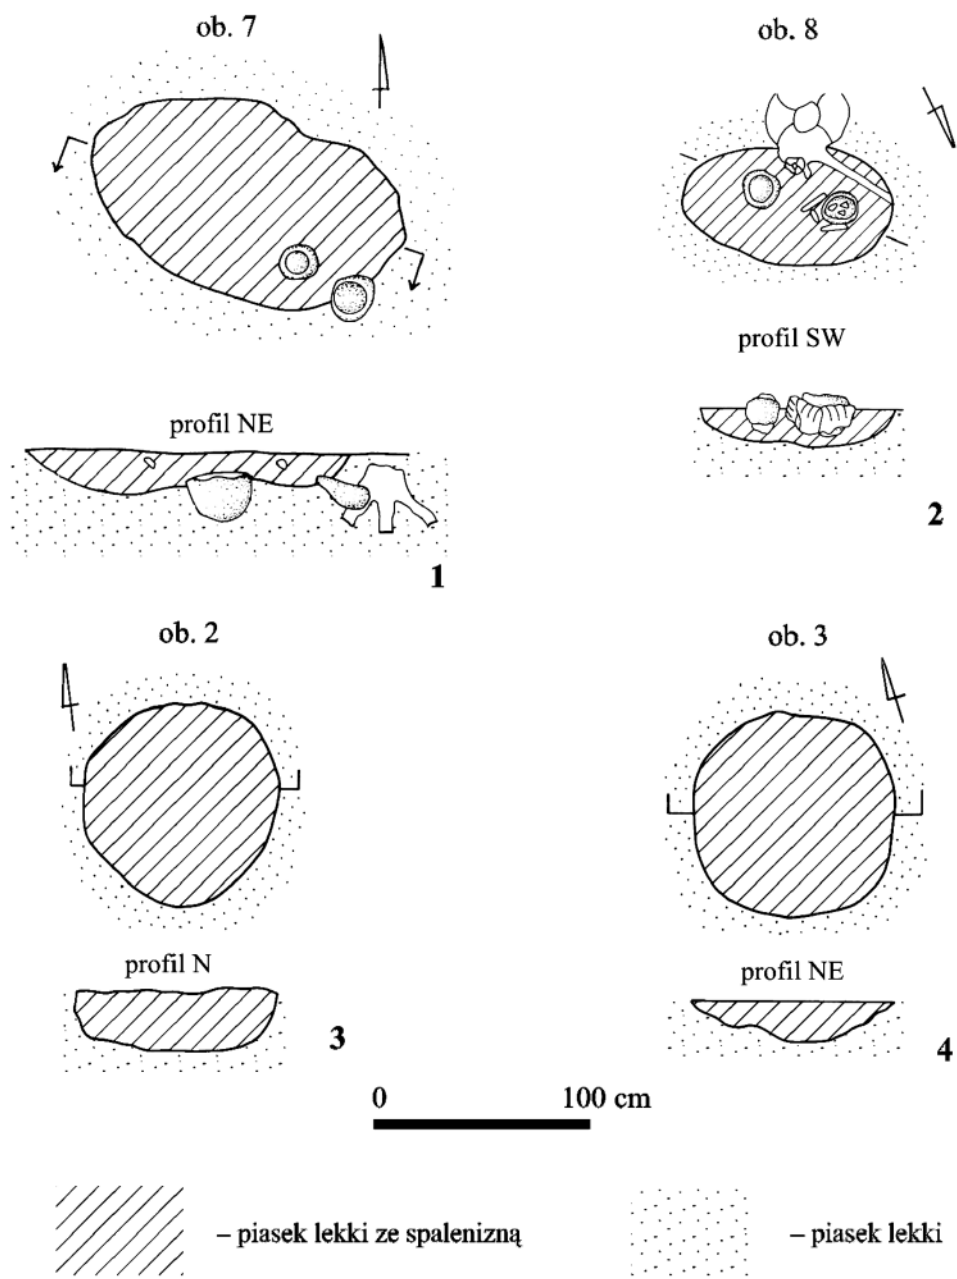 ob. 7
ob. 8
profil SW
profil NE
2
1
ob. 2
ob. 3
profil N
profil NE
3
4
0 100 cm
– piasek lekki ze spalenizną
– piasek lekki